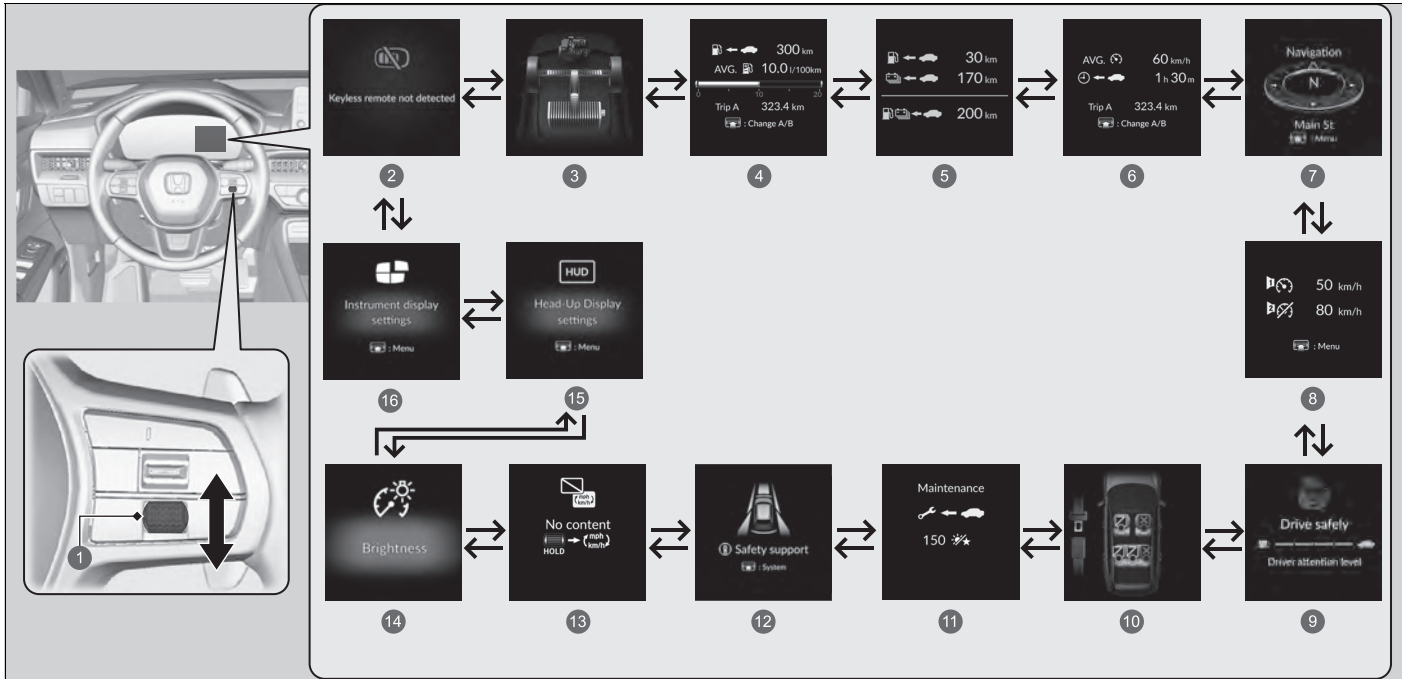 Keyless remote not detected
2
3
300 km
AVG. 10.0 l/100km
0 10 20
Trip A 323.4 km
: Change A/B
4
30 km
170 km
200 km
5
AVG. 60 km/h
1 h 30 m
Trip A 323.4 km
: Change A/B
6
Navigation
N
Main St
: Menu
7
Instrument display
settings
: Menu
16
HUD
Head-Up Display
settings
: Menu
15
1 50 km/h
2 80 km/h
: Menu
8
1
Brightness
14
mph
km/h
No content
HOLD mph
km/h
13
Safety support
: System
12
Maintenance
150
11
10
Drive safely
Driver attention level
9